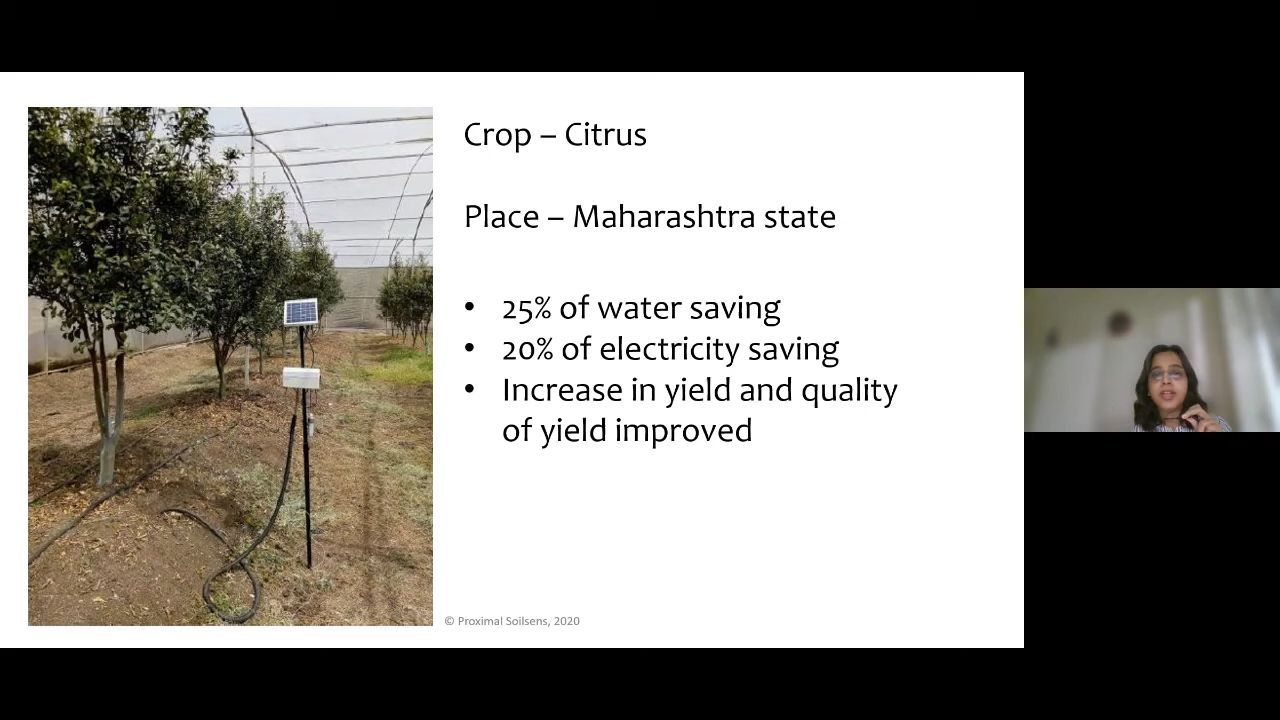 Crop – Citrus
Place – Maharashtra state
• 25% of water saving
• 20% of electricity saving
• Increase in yield and quality
of yield improved
© Proximal Soilsens, 2020